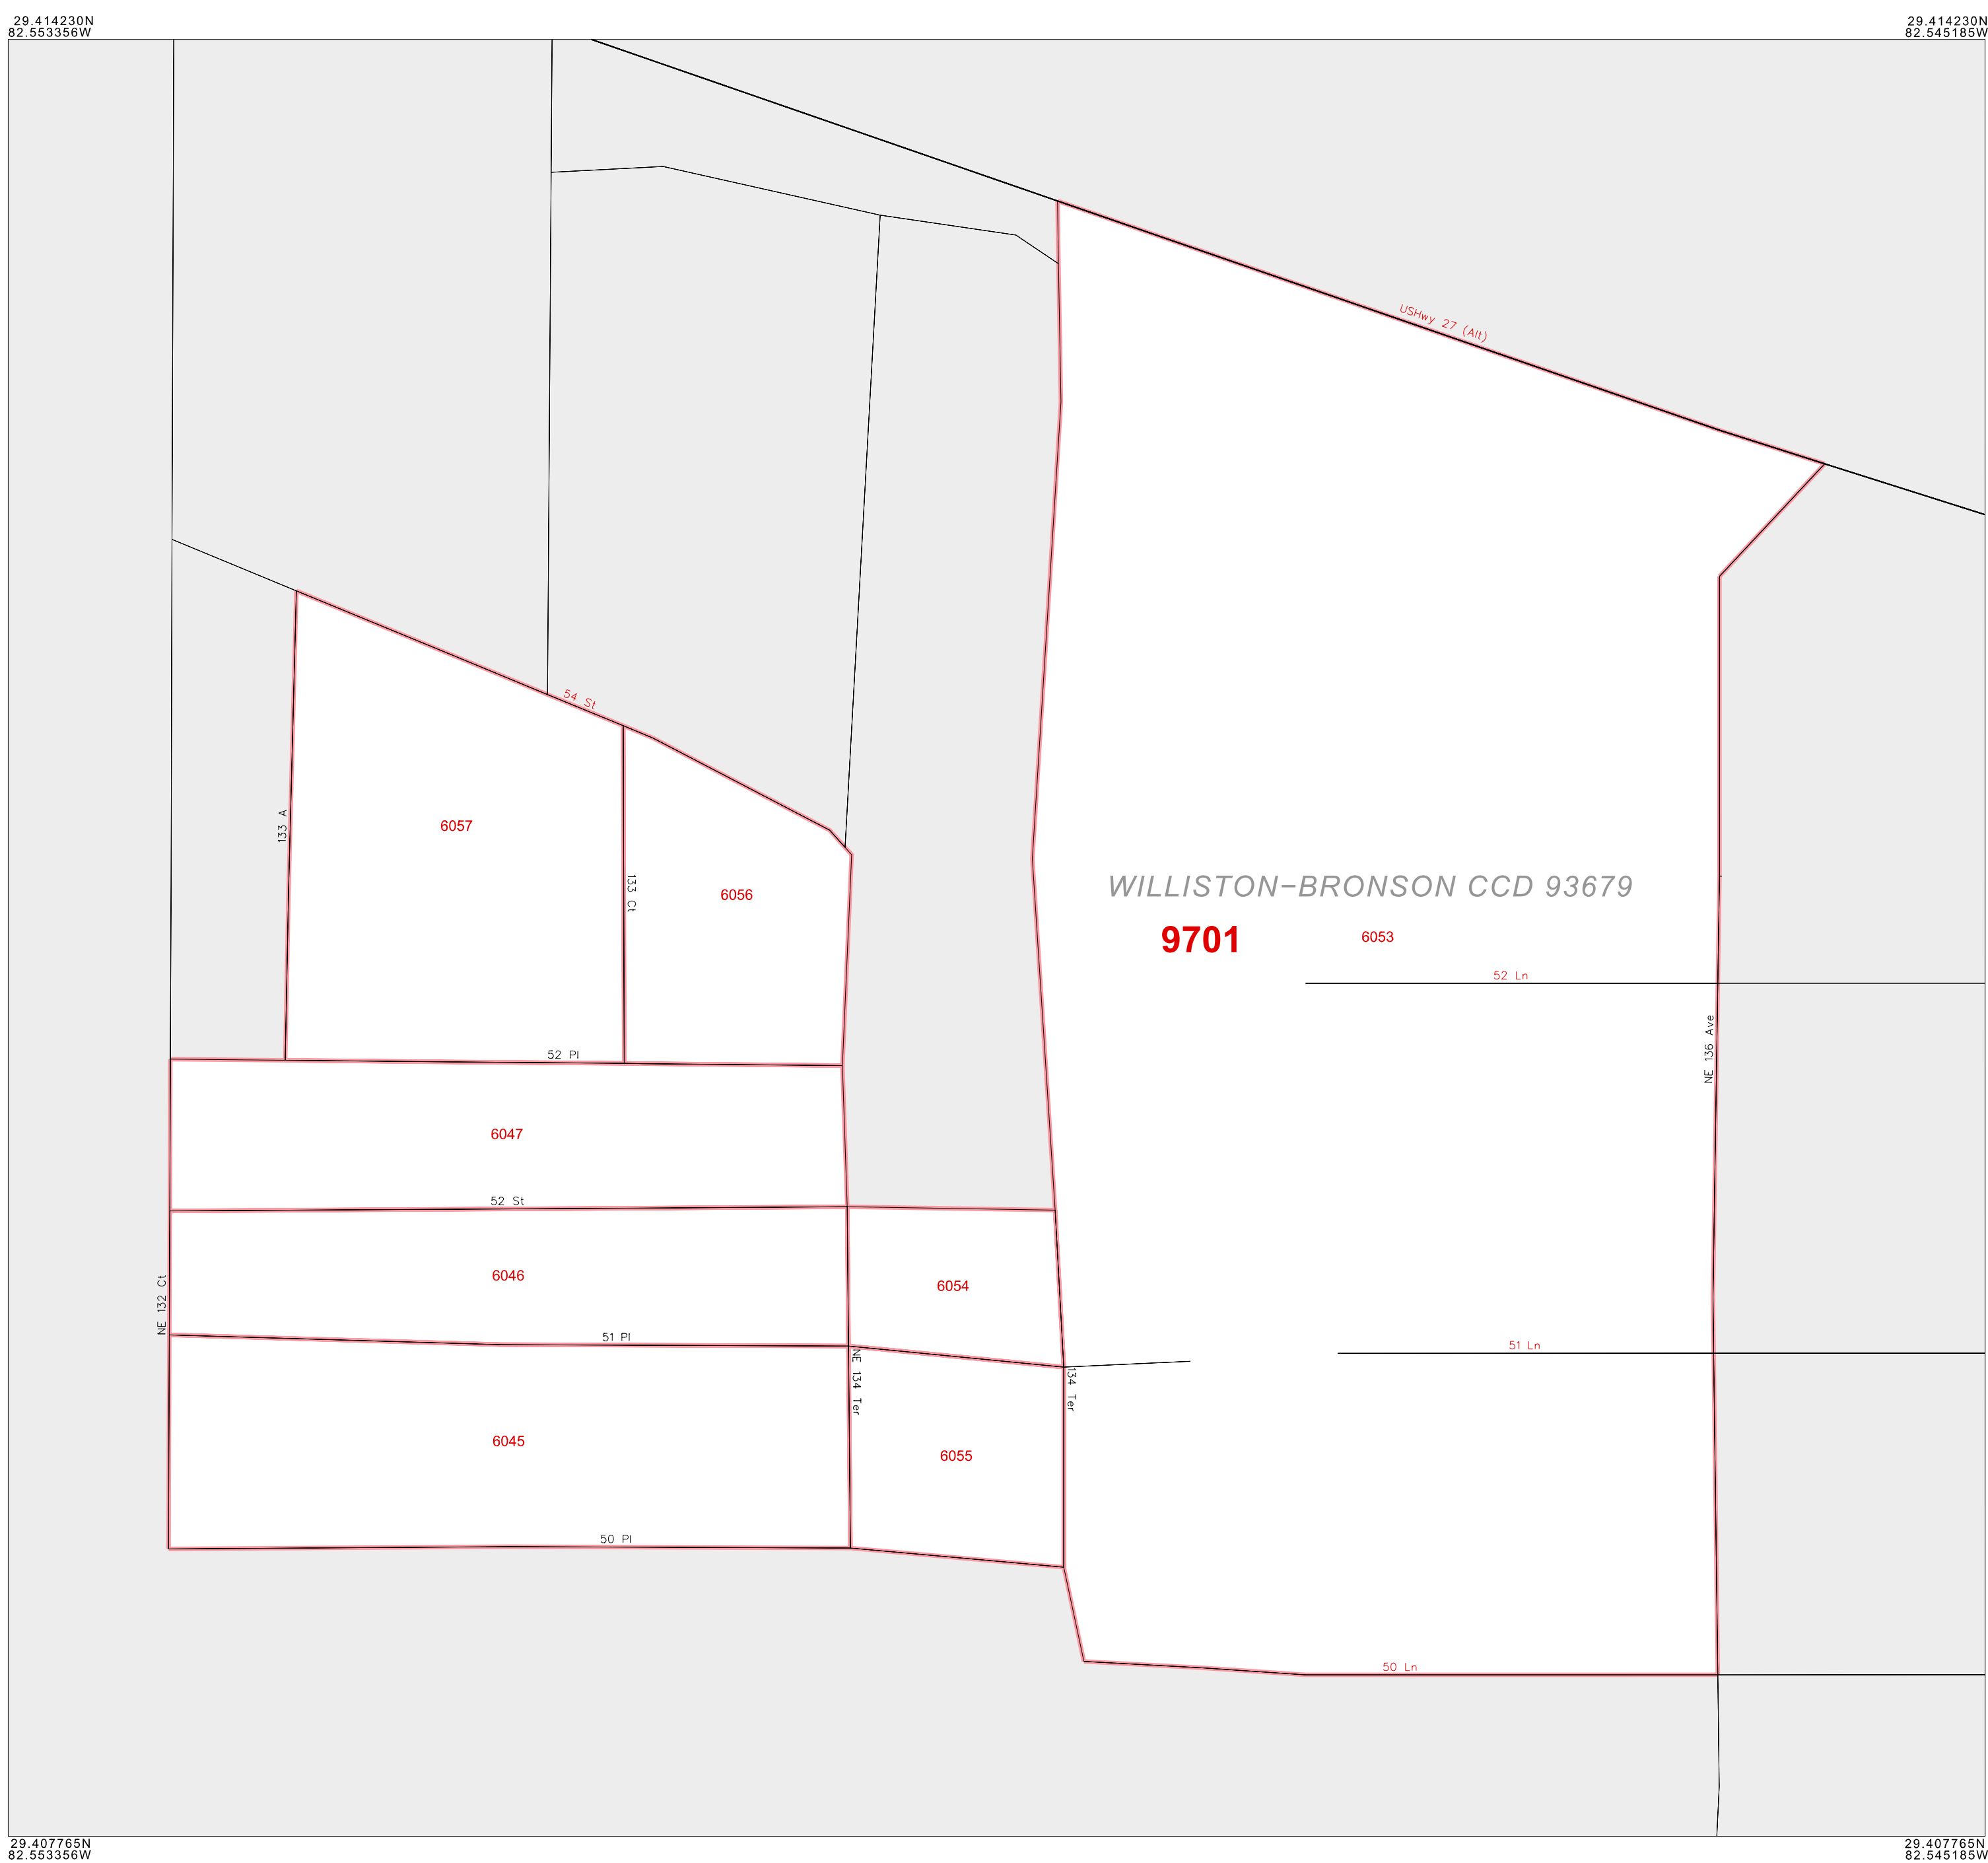 29.414230N
82.553356W
29.414230N
82.545185W
USHwy 27 (Alt)
54 St
133 A
6057
133 Ct
6056
WILLISTON-BRONSON CCD 93679
9701
6053
52 Ln
NE 136 Ave
52 Pl
6047
52 St
NE 132 Ct
6046
6054
51 Pl
51 Ln
NE 134 Ter
134 Ter
6045
6055
50 Pl
50 Ln
29.407765N
82.553356W
29.407765N
82.545185W